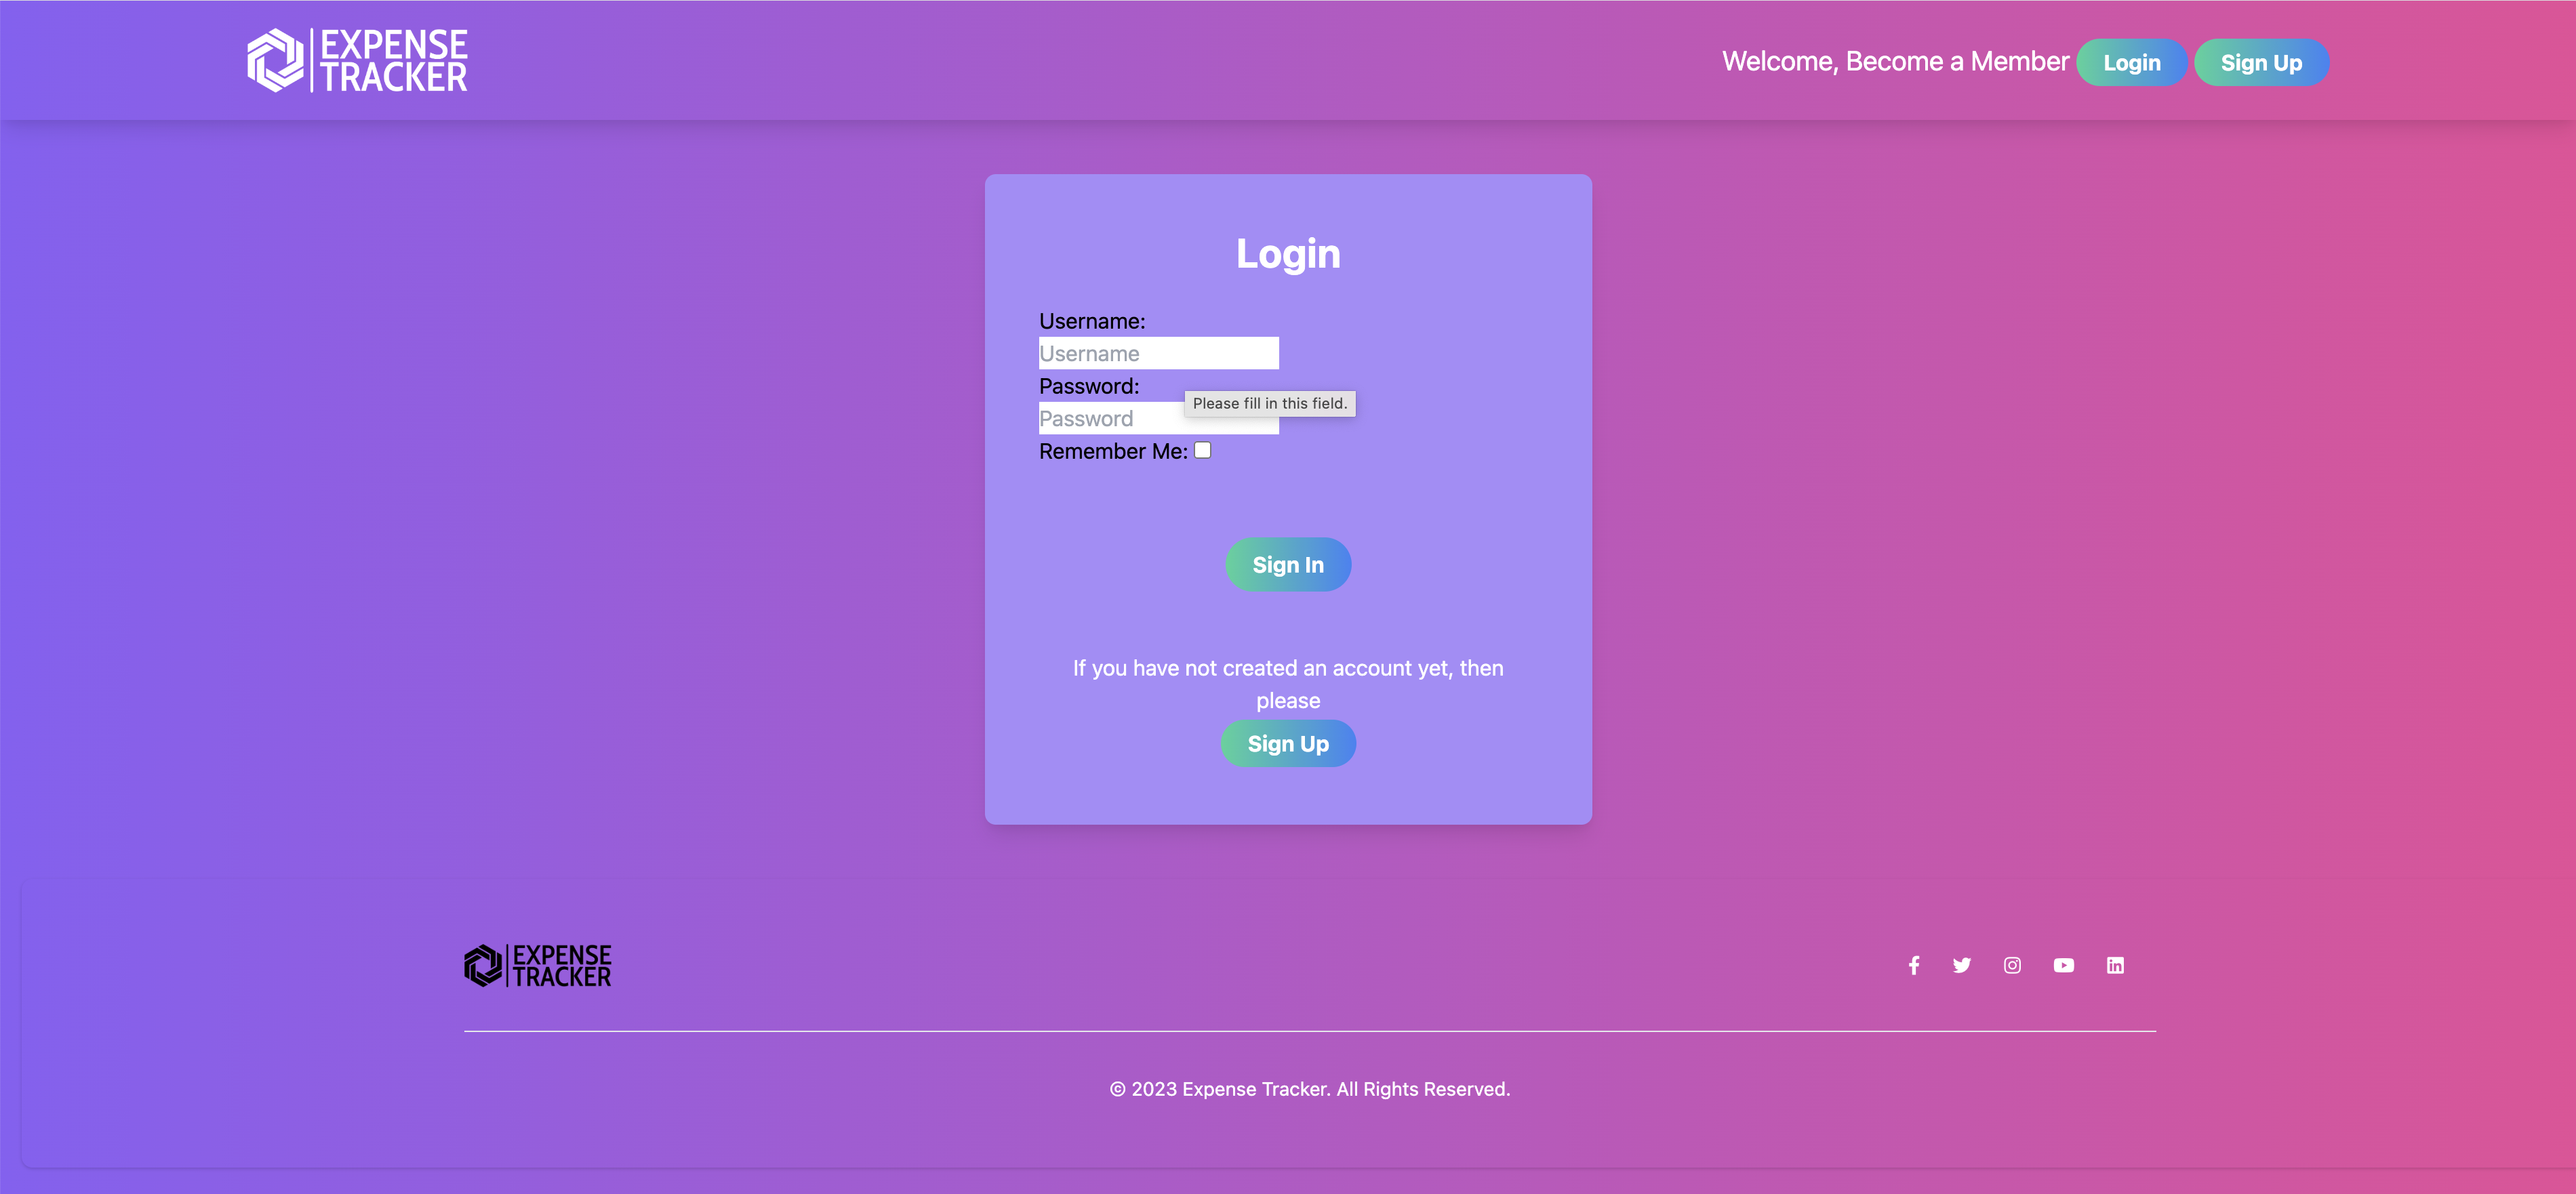 EXPENSE
TRACKER
Welcome, Become a Member
Login
Sign Up
Login
Username:
Username
Password:
Please fill in this field.
Password
Remember Me:
Sign In
If you have not created an account yet, then
please
Sign Up
EXPENSE
TRACKER
© 2023 Expense Tracker. All Rights Reserved.